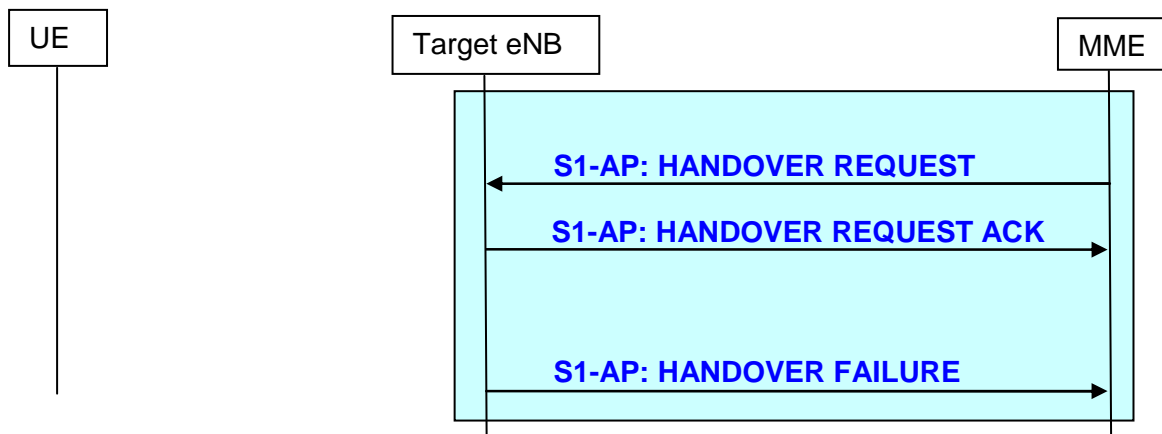 UE
Target eNB
MME
S1-AP: HANDOVER REQUEST
S1-AP: HANDOVER REQUEST ACK
S1-AP: HANDOVER FAILURE